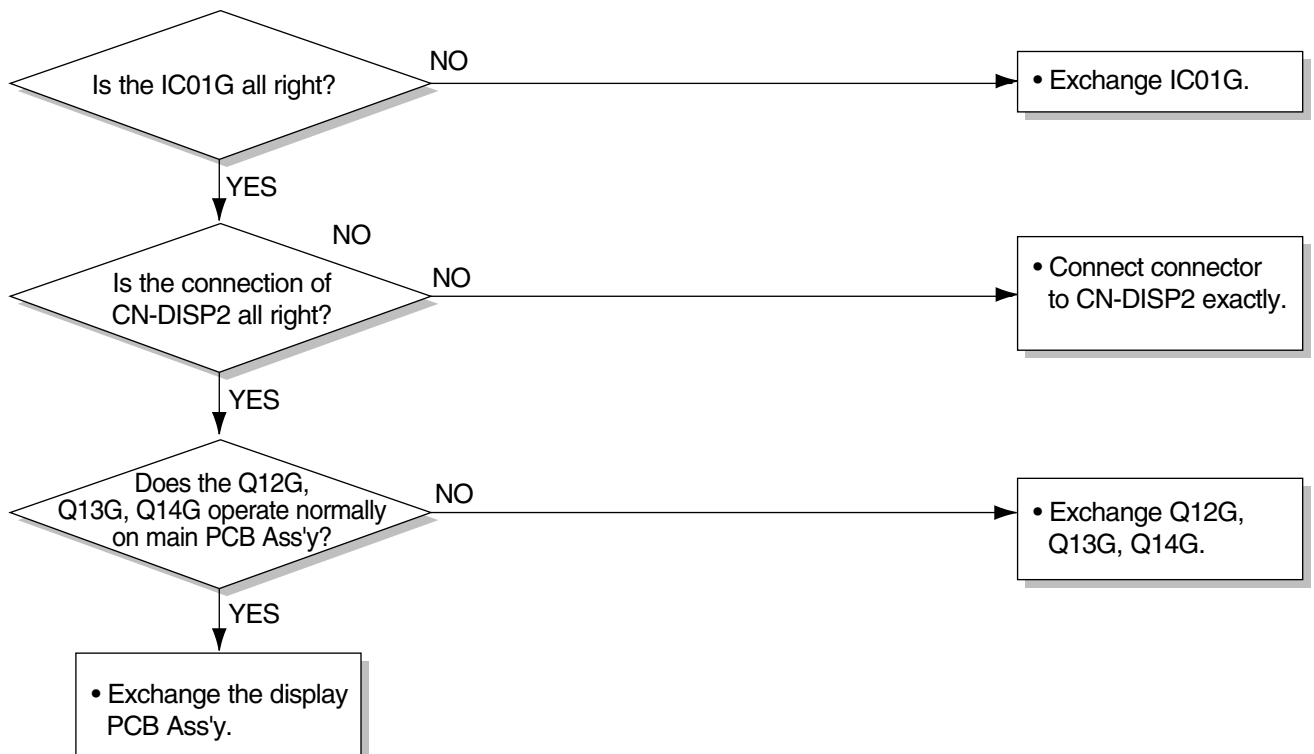 Is the IC01G all right?
NO
• Exchange IC01G.
YES
NO
Is the connection of
CN-DISP2 all right?
NO
• Connect connector
to CN-DISP2 exactly.
YES
Does the Q12G,
Q13G, Q14G operate normally
on main PCB Ass'y?
NO
• Exchange Q12G,
Q13G, Q14G.
YES
• Exchange the display
PCB Ass'y.